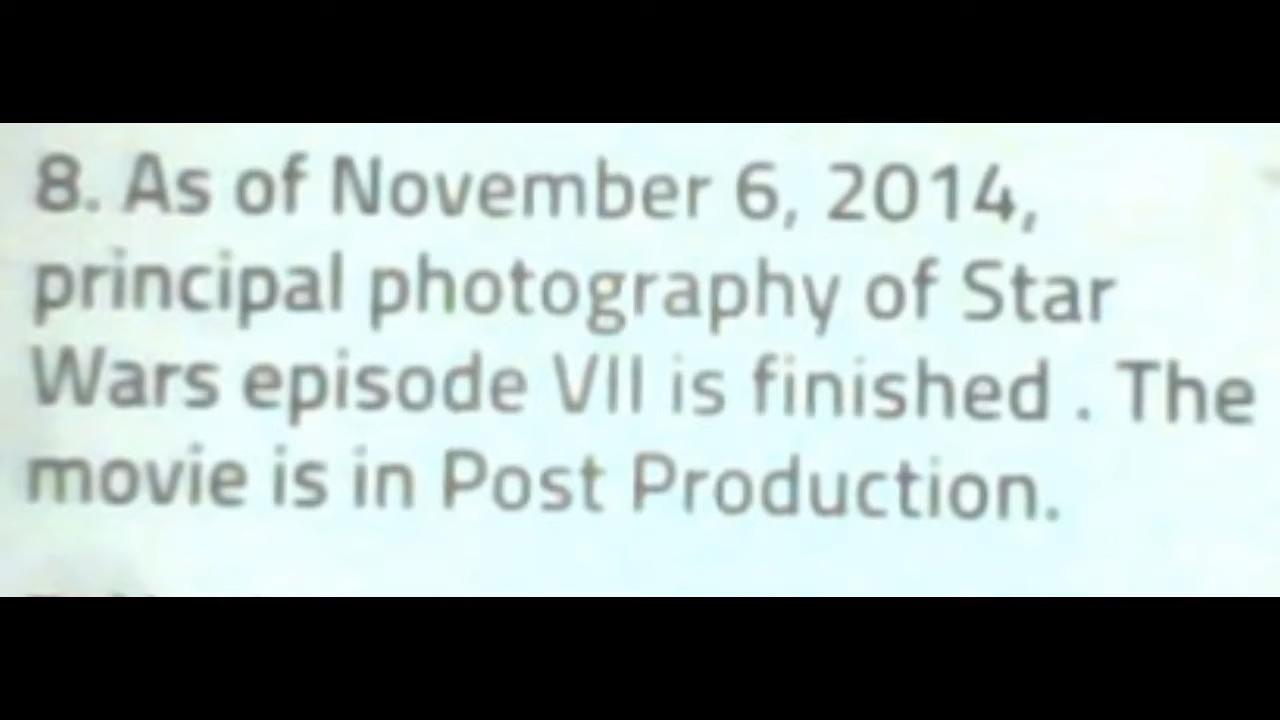 8. As of November 6, 2014,
principal photography of Star
Wars episode VII is finished . The
movie is in Post Production.